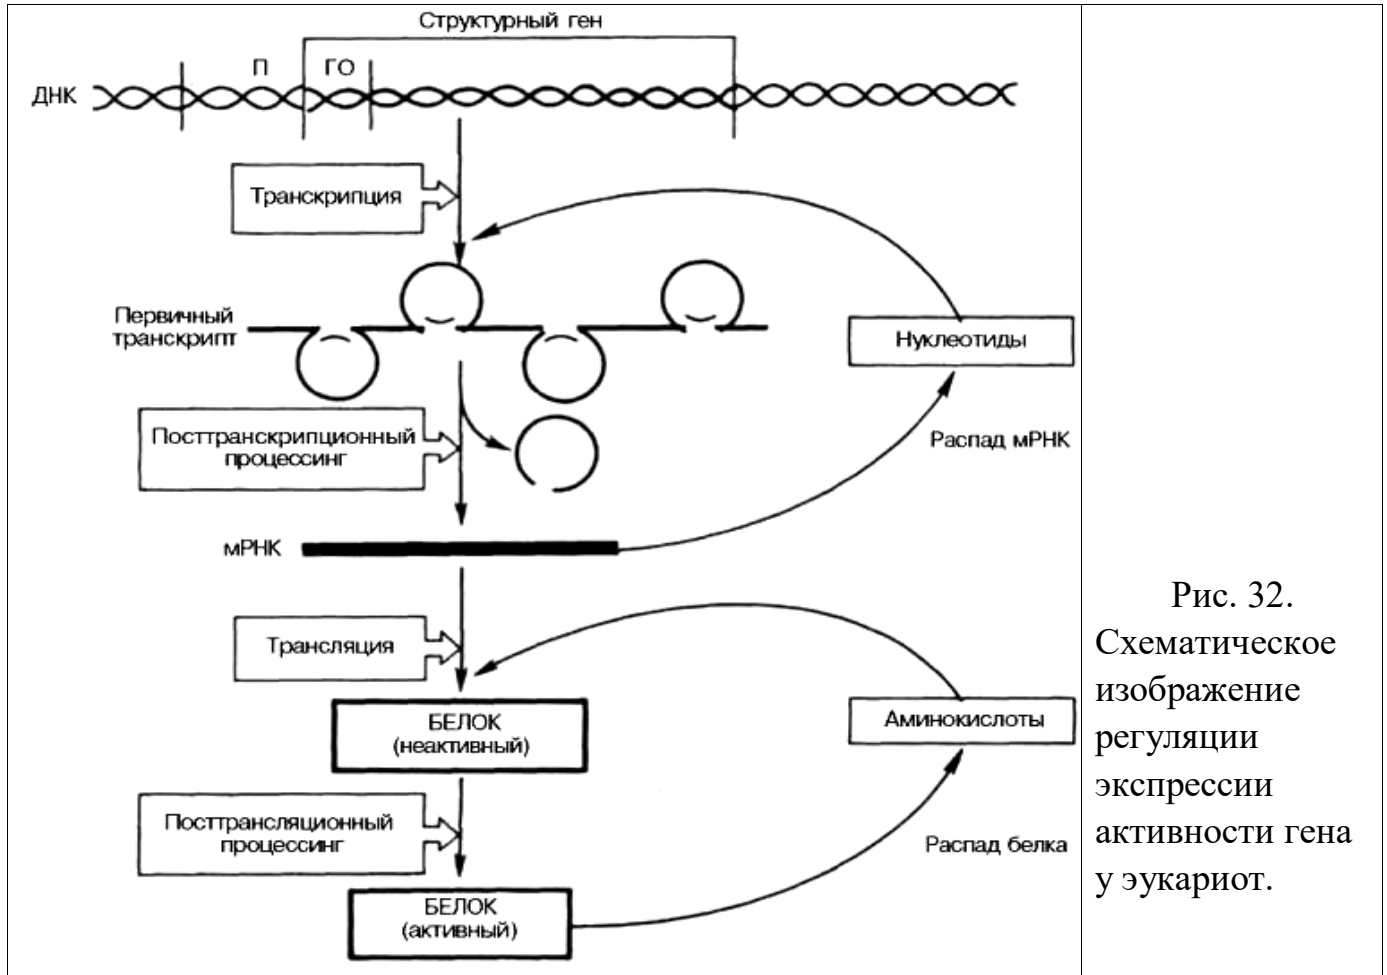 Структурный ген
П ГО
ДНК
Транскрипция
Первичный
транскрипт
Нуклеотиды
Посттранскрипционный
процессинг
Распад мРНК
мРНК
Трансляция
БЕЛОК
(неактивный)
Аминокислоты
Посттрансляционный
процессинг
Распад белка
БЕЛОК
(активный)
Рис. 32.
Схематическое
изображение
регуляции
экспрессии
активности гена
у эукариот.